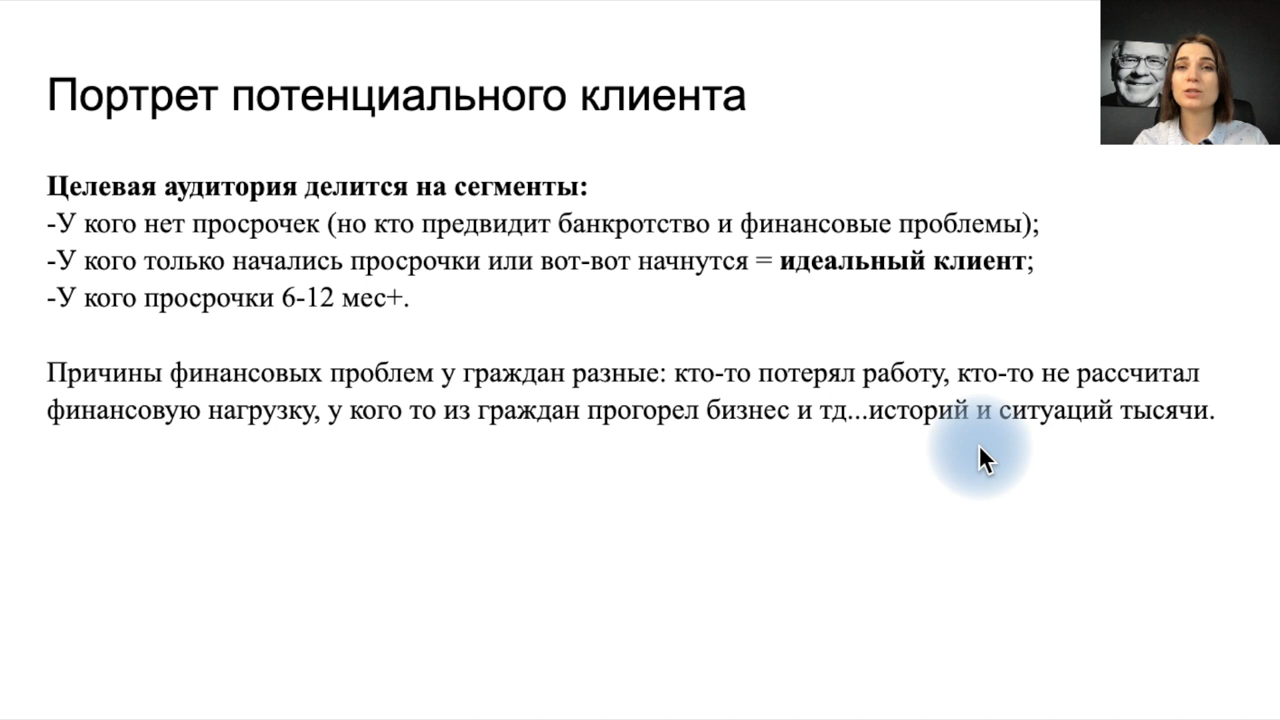 Портрет потенциального клиента
Целевая аудитория делится на сегменты:
-У кого нет просрочек (но кто предвидит банкротство и финансовые проблемы);
-У кого только начались просрочки или вот-вот начнутся = идеальный клиент;
-У кого просрочки 6-12 мес+.
Причины финансовых проблем у граждан разные: кто-то потерял работу, кто-то не рассчитал
финансовую нагрузку, у кого то из граждан прогорел бизнес и тд...историй и ситуаций тысячи.